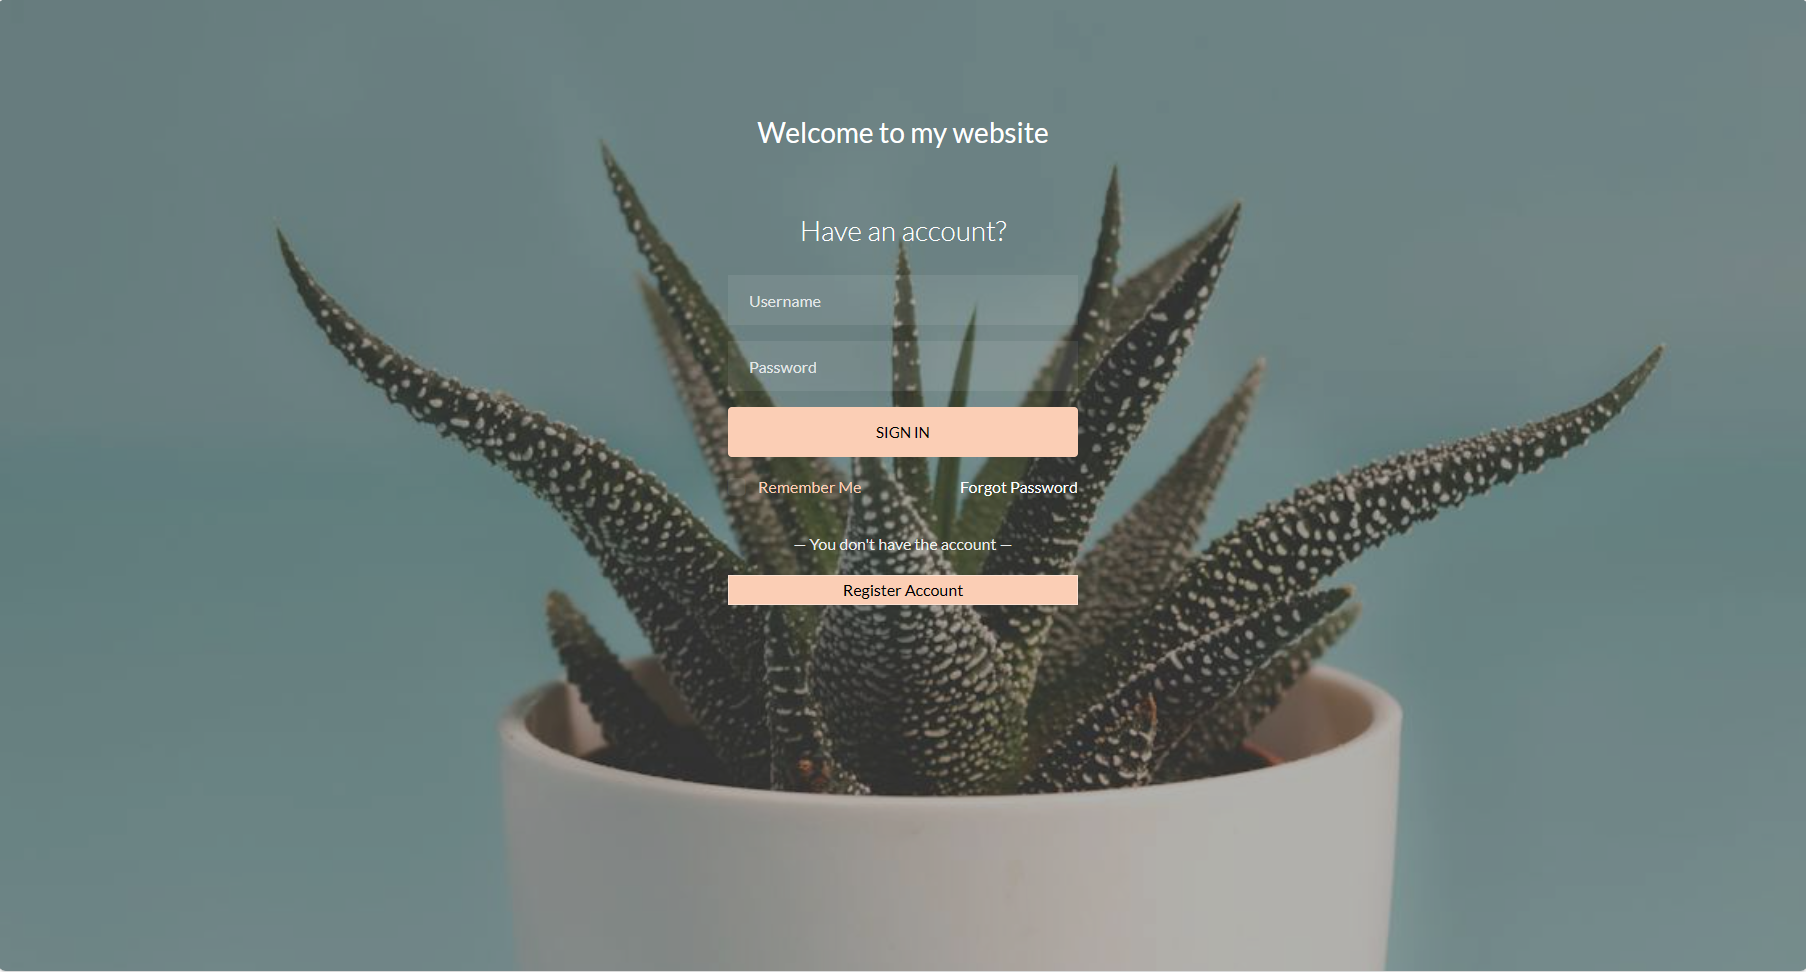 Welcome to my website
Have an account?
Username
Password
SIGN IN
Remember Me
Forgot Password
— You don't have the account —
Register Account